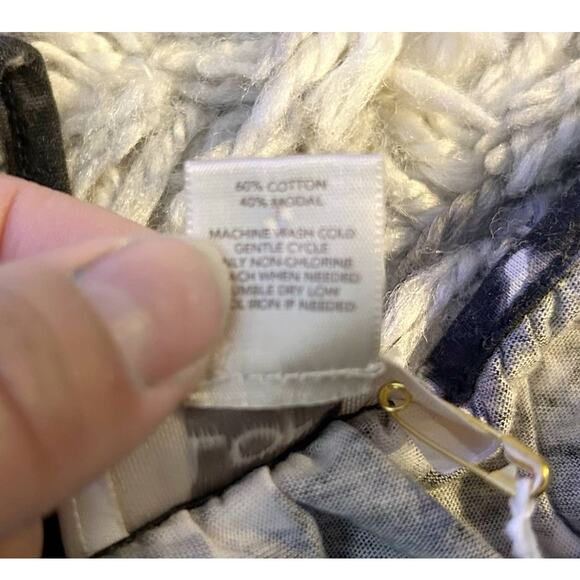 60% COTTON
40% MODAL
MACHINE WASH COLD
GENTLE CYCLE
NLY NON-CHLORINE
ACH WHEN NEEDED
MBLE DRY LOW
OL IRON IF NEEDED